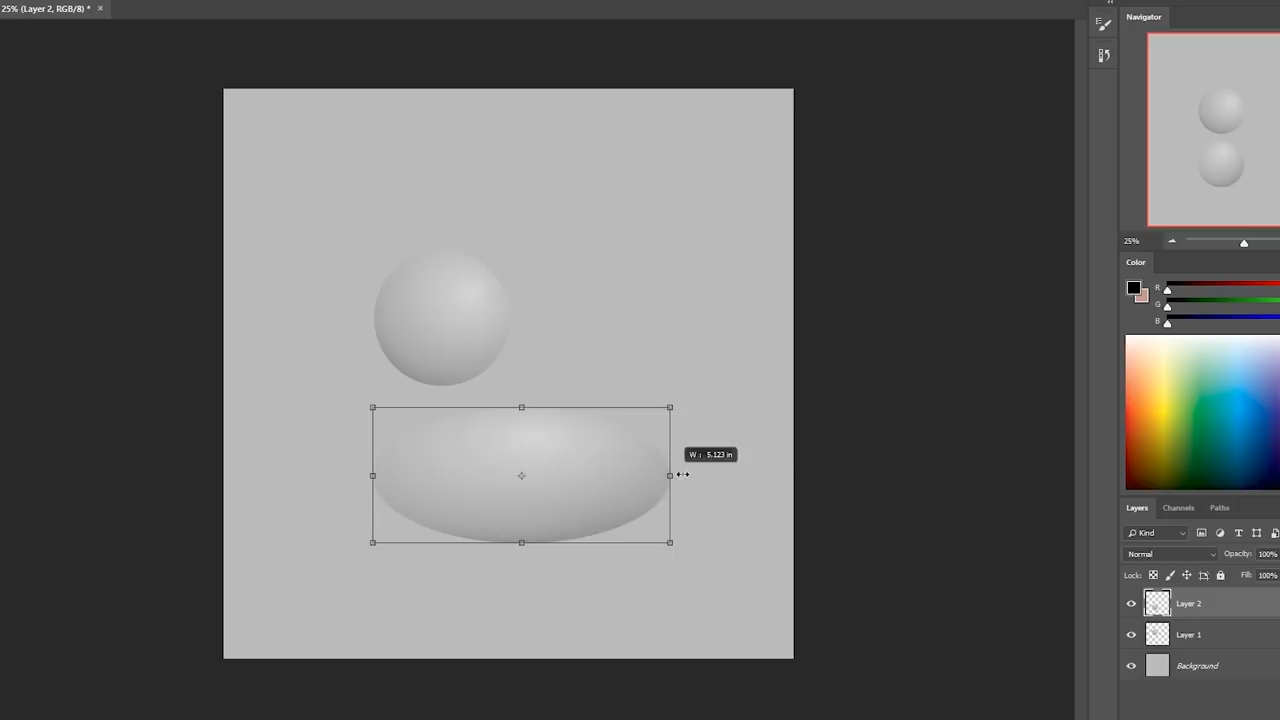 25% (Layer 2, RGB/8) * ×
Navigator
25%
Color
R
G
B
W : 5.123 in
Layers Channels Paths
Kind
Normal Opacity: 100%
Lock: Fill: 100%
Layer 2
Layer 1
Background